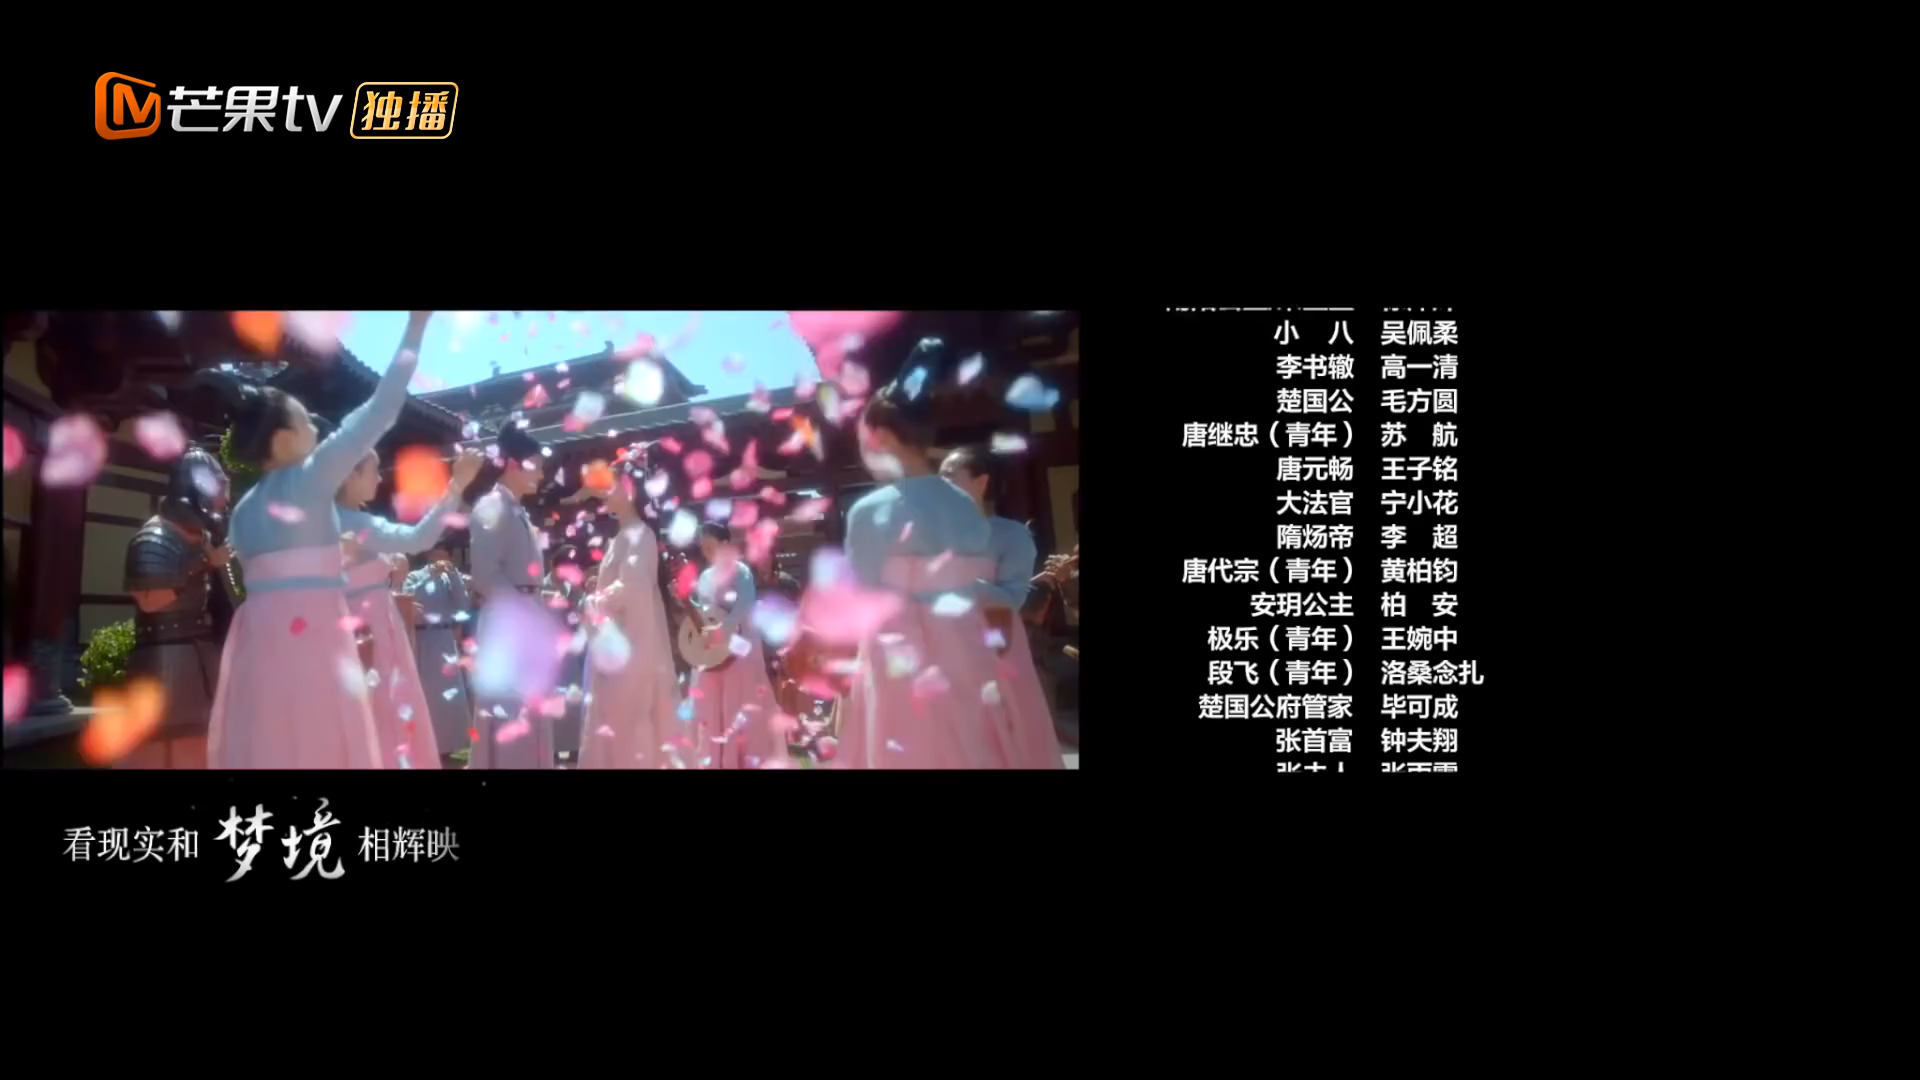 芒果tv 独播
小 八 吴佩柔
李书辙 高一清
楚国公 毛方圆
唐继忠（青年） 苏 航
唐元畅 王子铭
大法官 宁小花
隋炀帝 李 超
唐代宗（青年） 黄柏钧
安玥公主 柏 安
极乐（青年） 王婉中
段飞（青年） 洛桑念扎
楚国公府管家 毕可成
张首富 钟夫翔
看现实和梦境相辉映